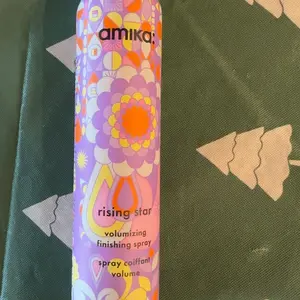 amika:
rising star
volumizing
finishing spray
spray coiffant
volume